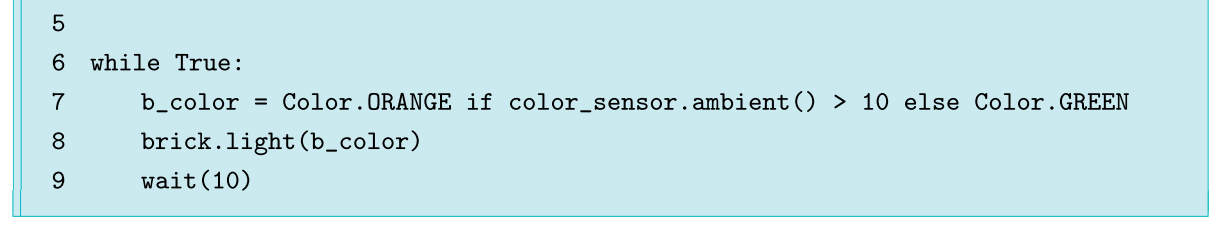 5
6 while True:
7     b_color = Color.ORANGE if color_sensor.ambient() > 10 else Color.GREEN
8     brick.light(b_color)
9     wait(10)